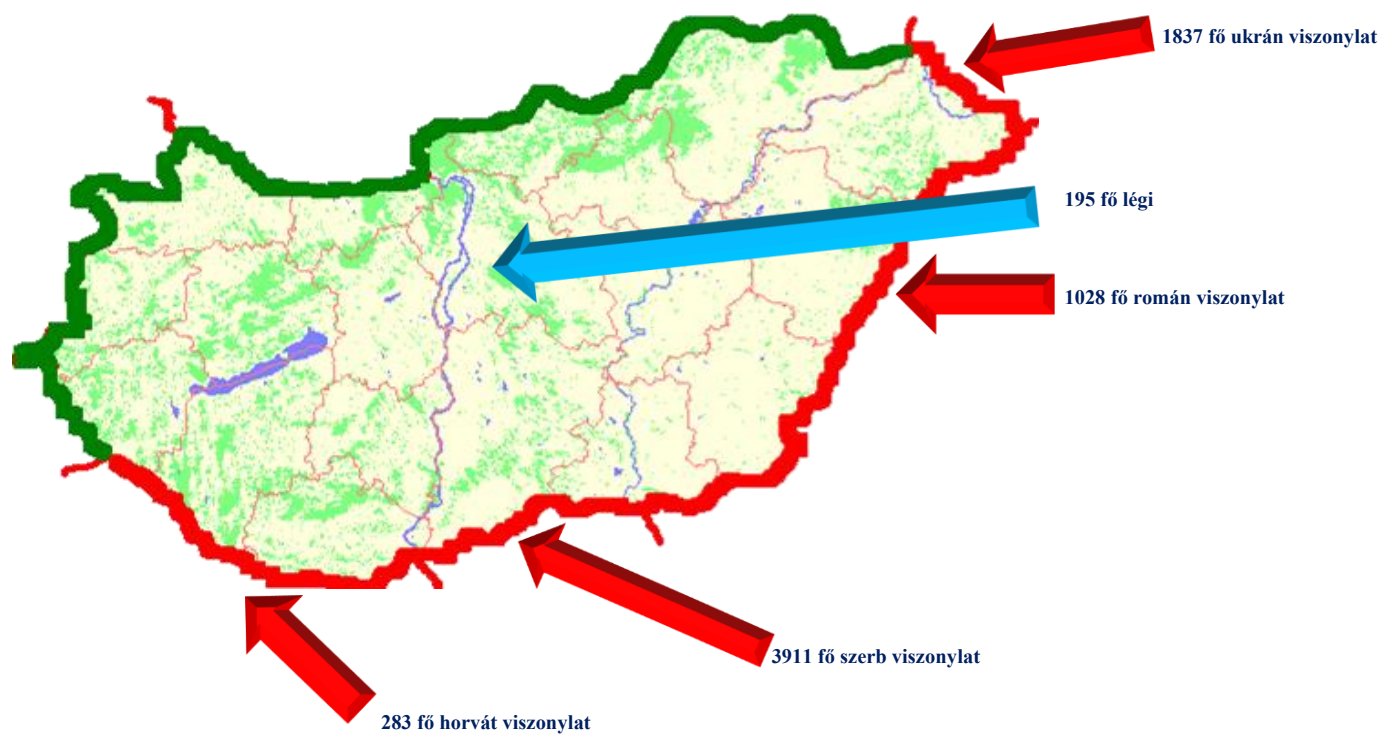 1837 fő ukrán viszonylat
195 fő légi
1028 fő román viszonylat
3911 fő szerb viszonylat
283 fő horvát viszonylat